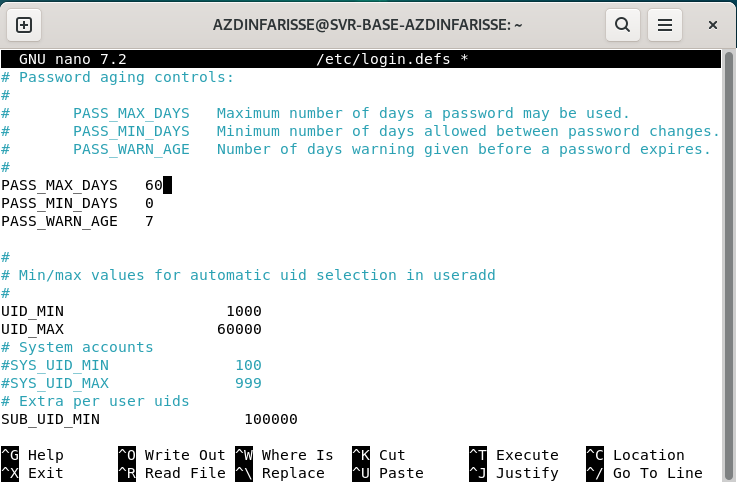 AZDINFARISSE@SVR-BASE-AZDINFARISSE: ~
GNU nano 7.2 /etc/login.defs *
# Password aging controls:
#
# PASS_MAX_DAYS Maximum number of days a password may be used.
# PASS_MIN_DAYS Minimum number of days allowed between password changes.
# PASS_WARN_AGE Number of days warning given before a password expires.
#
PASS_MAX_DAYS 60
PASS_MIN_DAYS 0
PASS_WARN_AGE 7
#
# Min/max values for automatic uid selection in useradd
#
UID_MIN 1000
UID_MAX 60000
# System accounts
#SYS_UID_MIN 100
#SYS_UID_MAX 999
# Extra per user uids
SUB_UID_MIN 100000
^G Help ^O Write Out ^W Where Is ^K Cut ^T Execute ^C Location
^X Exit ^R Read File ^\ Replace ^U Paste ^J Justify ^/ Go To Line